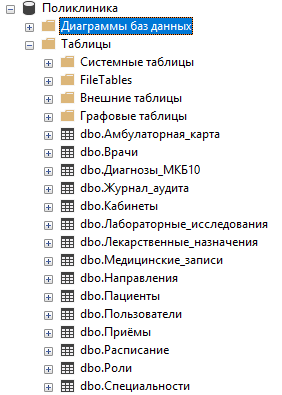 Поликлиника
Диаграммы баз данных
Таблицы
Системные таблицы
FileTables
Внешние таблицы
Графовые таблицы
dbo.Амбулаторная_карта
dbo.Врачи
dbo.Диагнозы_МКБ10
dbo.Журнал_аудита
dbo.Кабинеты
dbo.Лабораторные_исследования
dbo.Лекарственные_назначения
dbo.Медицинские_записи
dbo.Направления
dbo.Пациенты
dbo.Пользователи
dbo.Приёмы
dbo.Расписание
dbo.Роли
dbo.Специальности